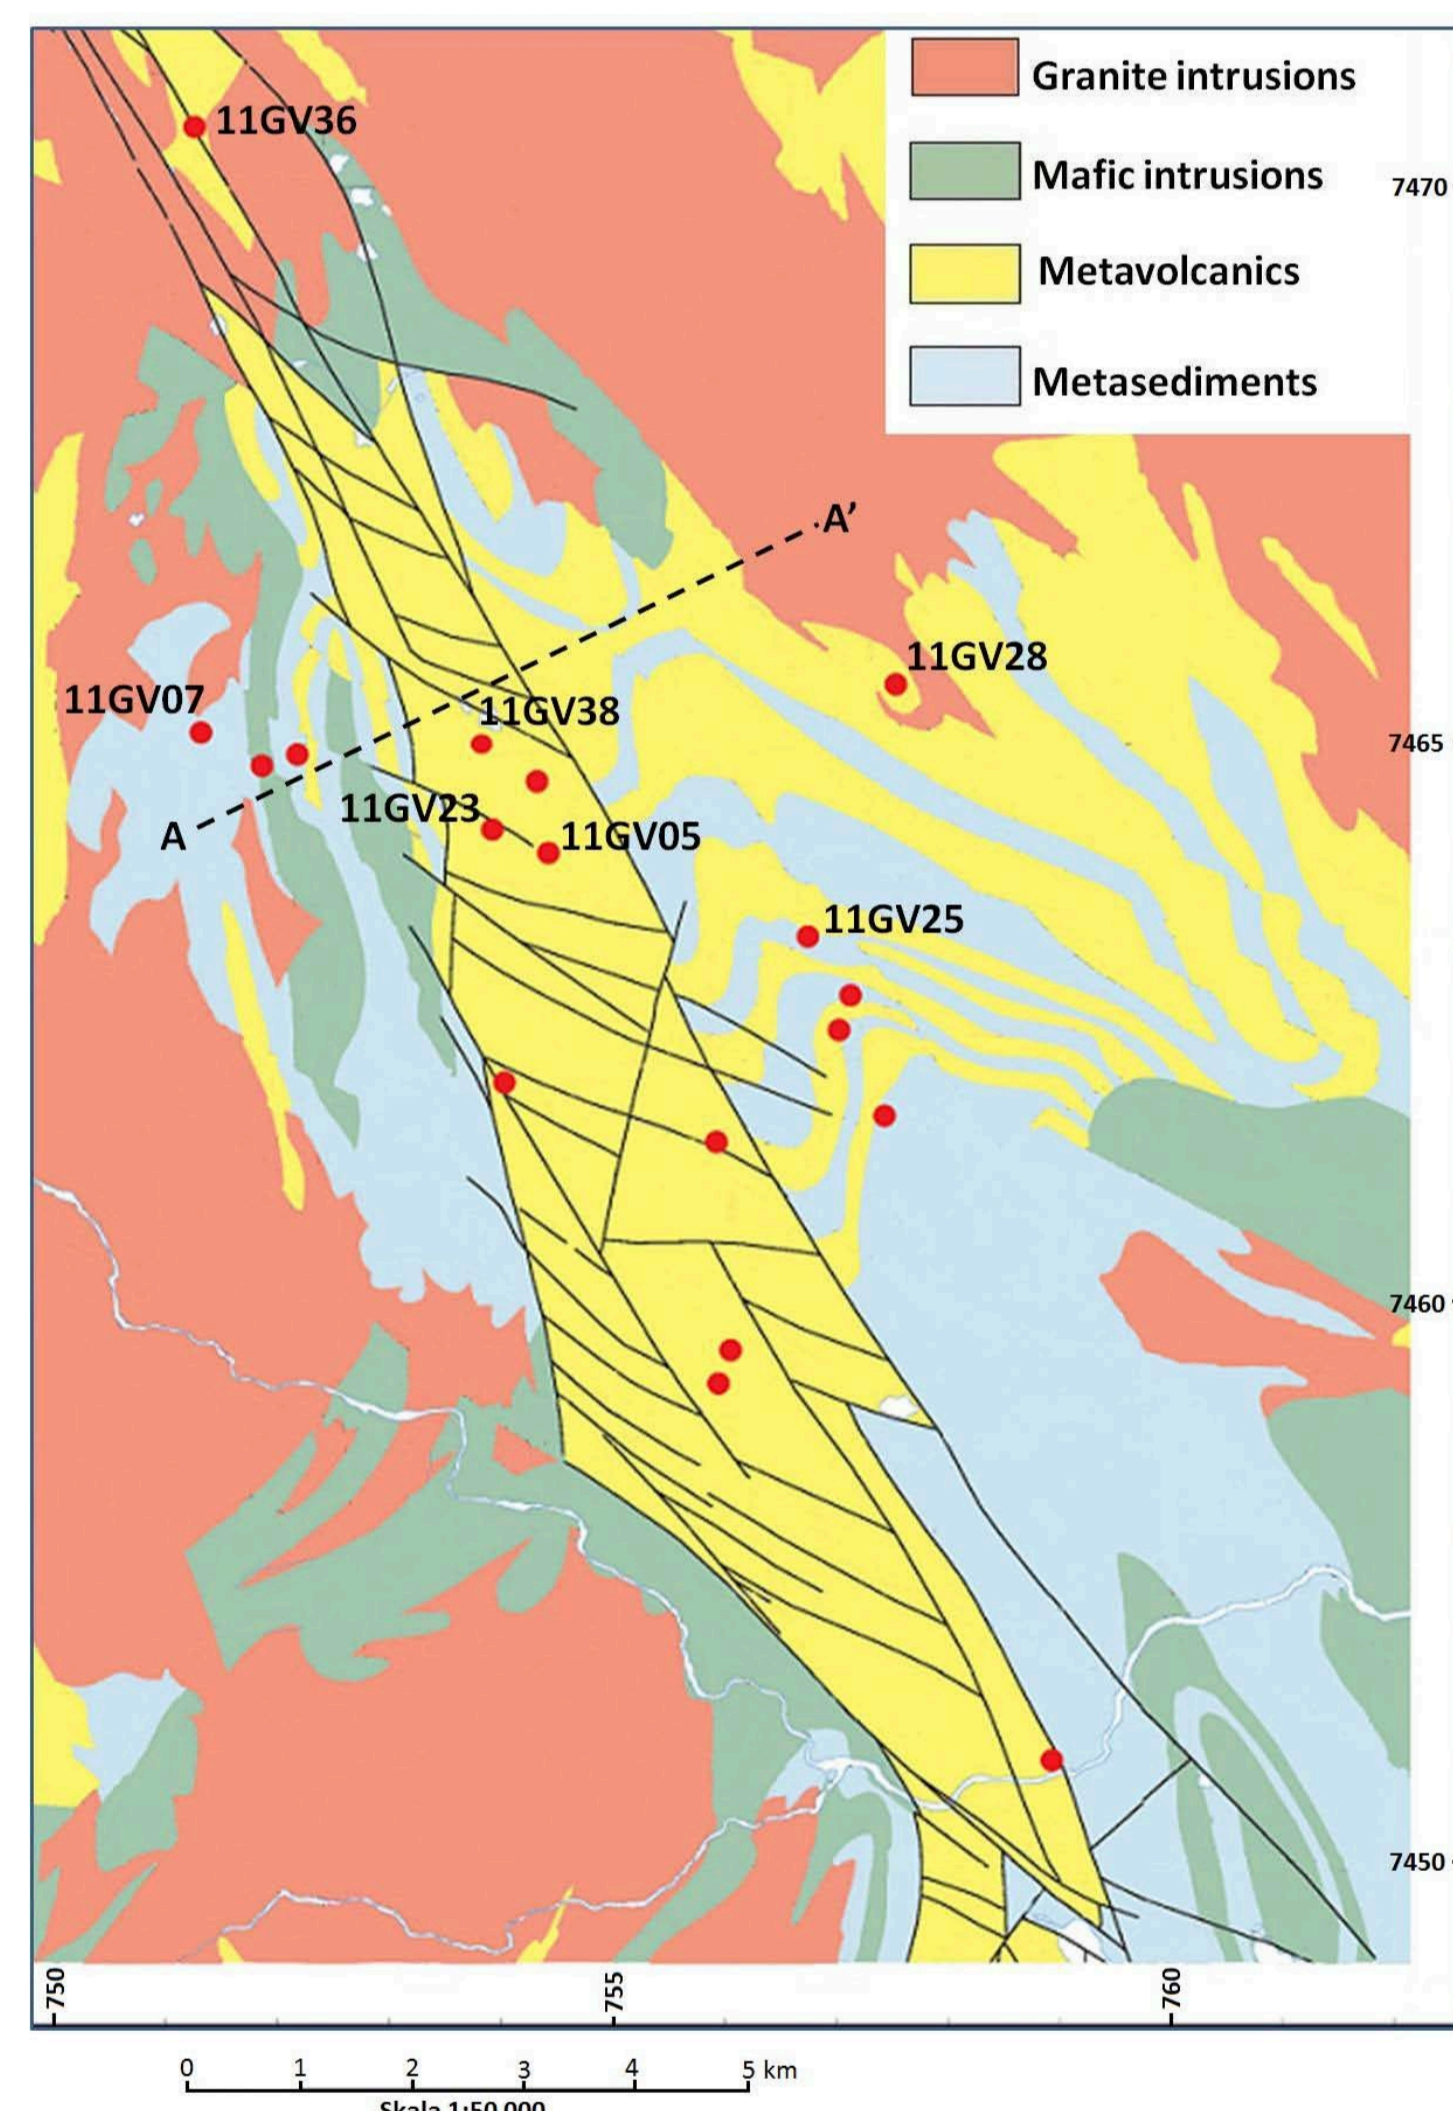 Granite intrusions
11GV36
Mafic intrusions
7470
Metavolcanics
Metasediments
A’
11GV28
11GV07
11GV38
7465
11GV23
A
11GV05
11GV25
7460
7450
750
755
760
0 1 2 3 4 5 km
Skala 1:50 000